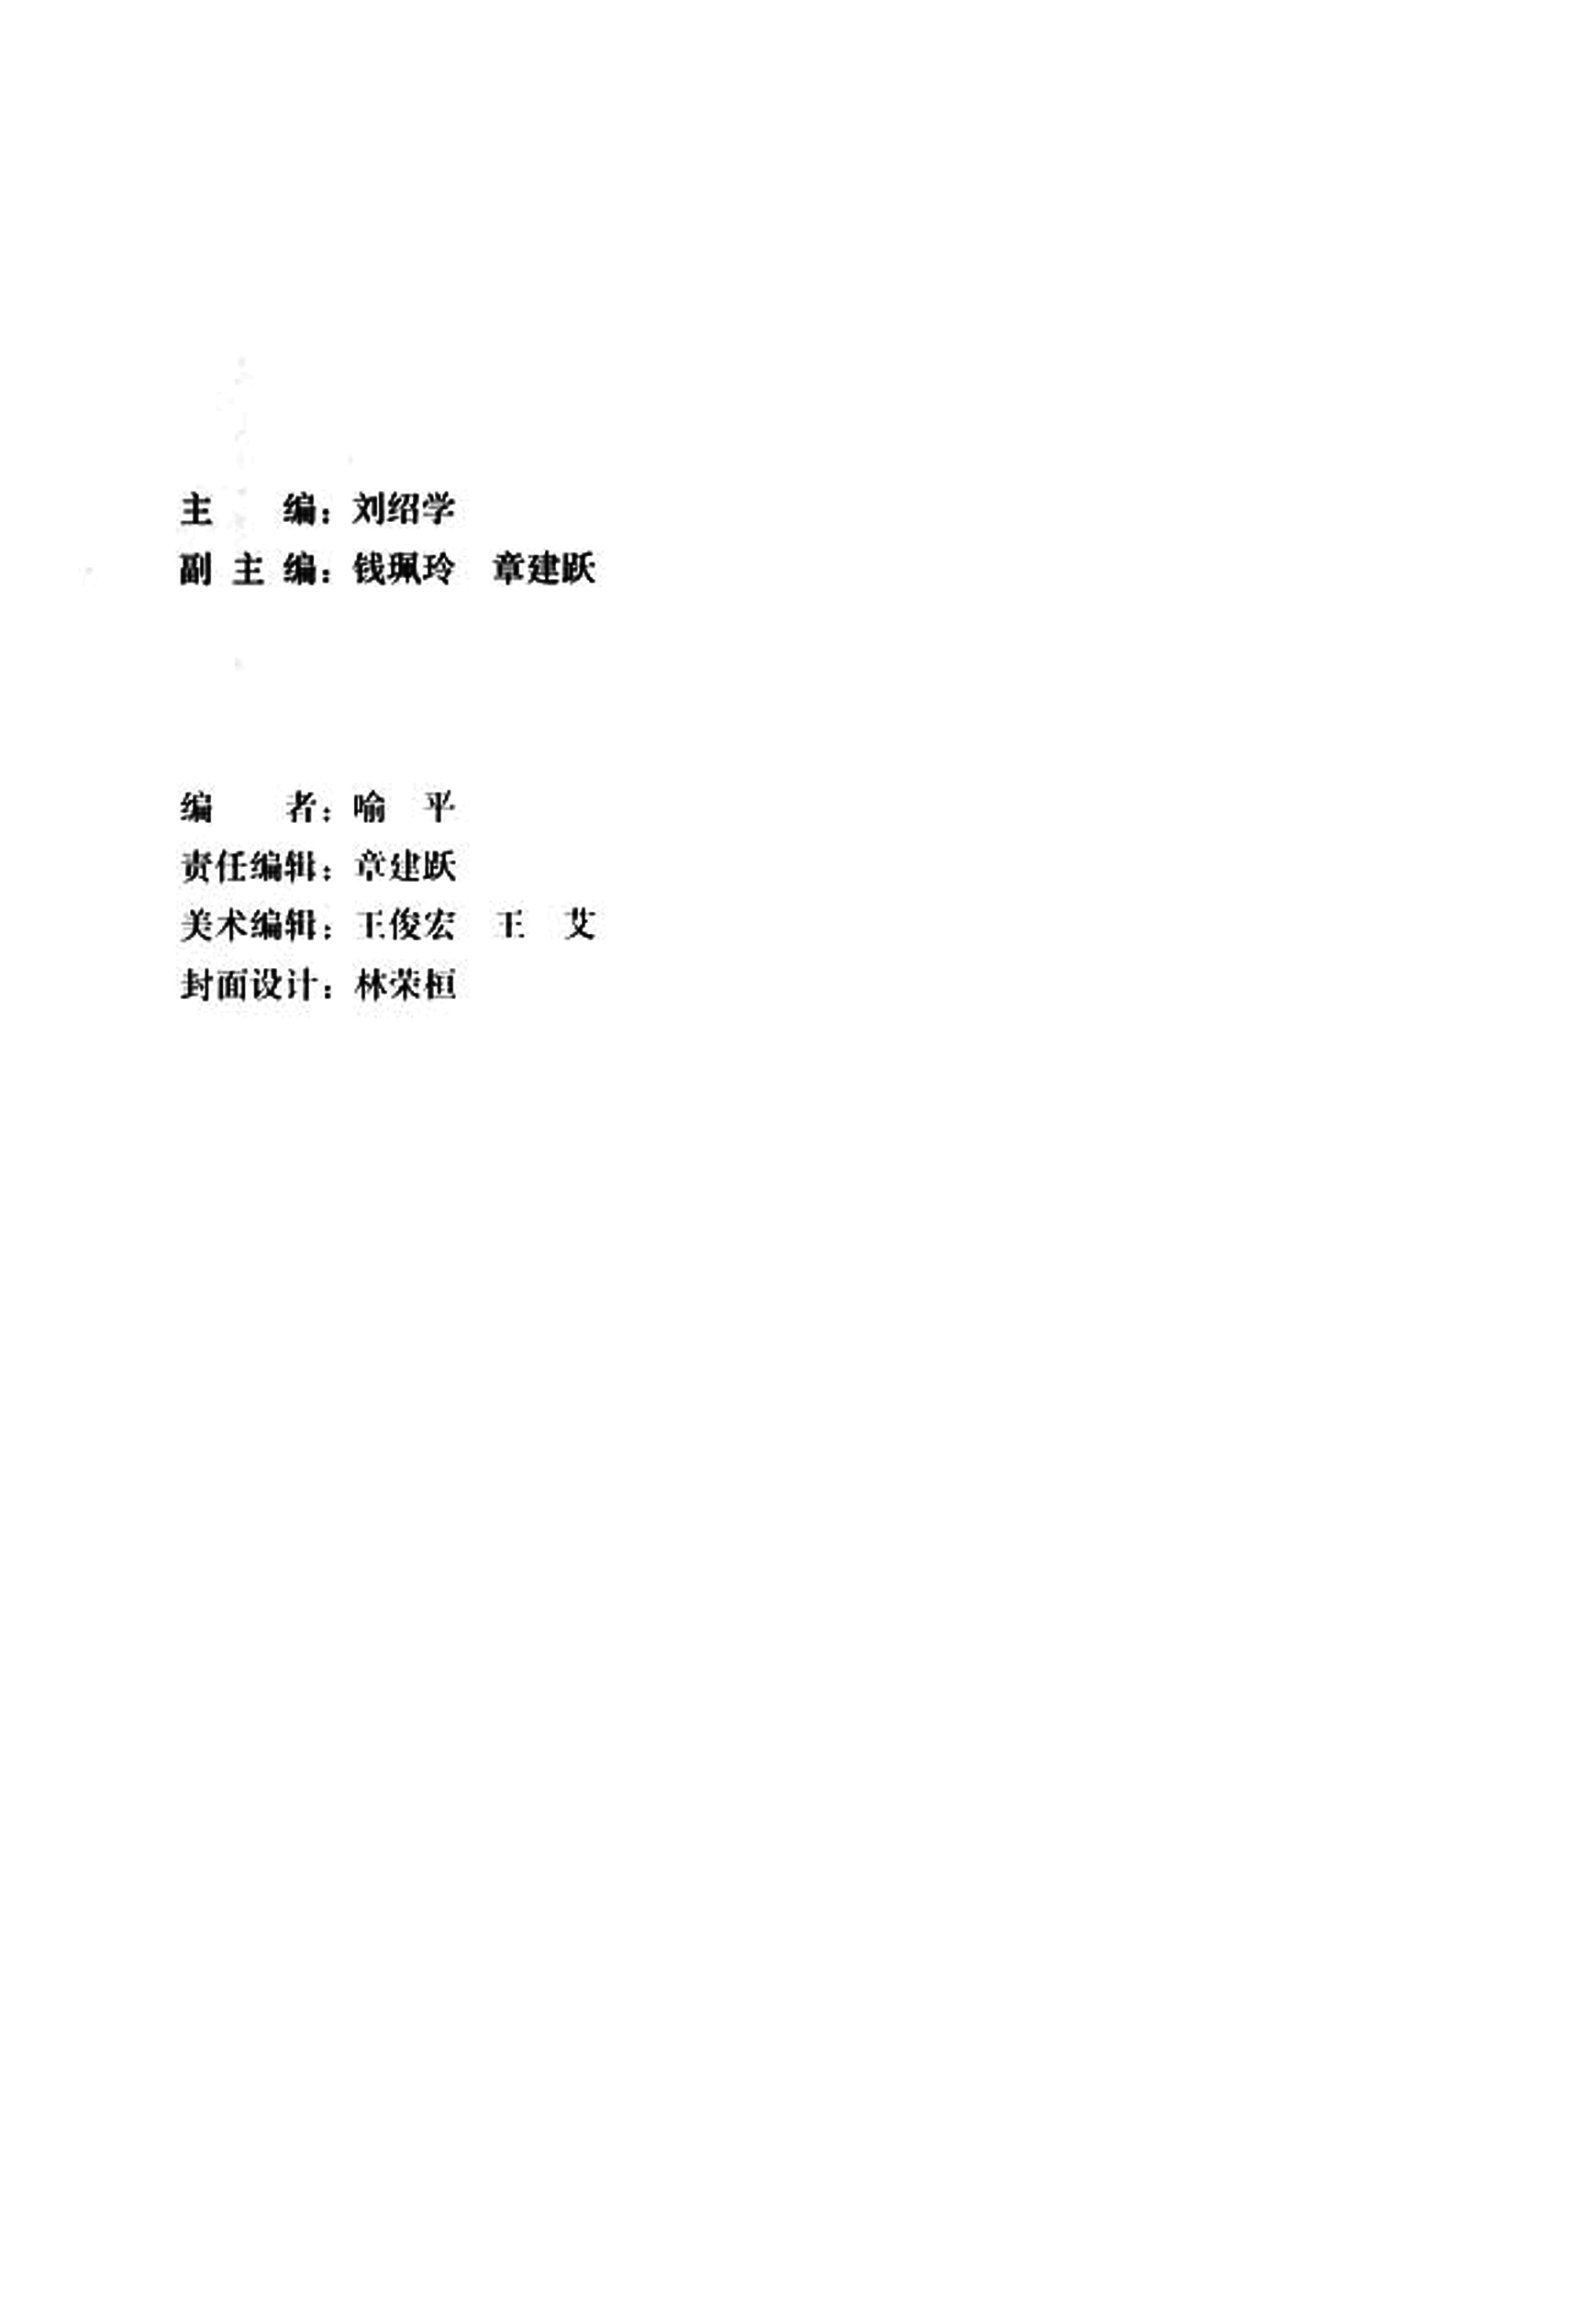 主　　编：刘绍学
副 主 编：钱珮玲　章建跃
编　　者：喻　平
责任编辑：章建跃
美术编辑：王俊宏　王　艾
封面设计：林荣桓